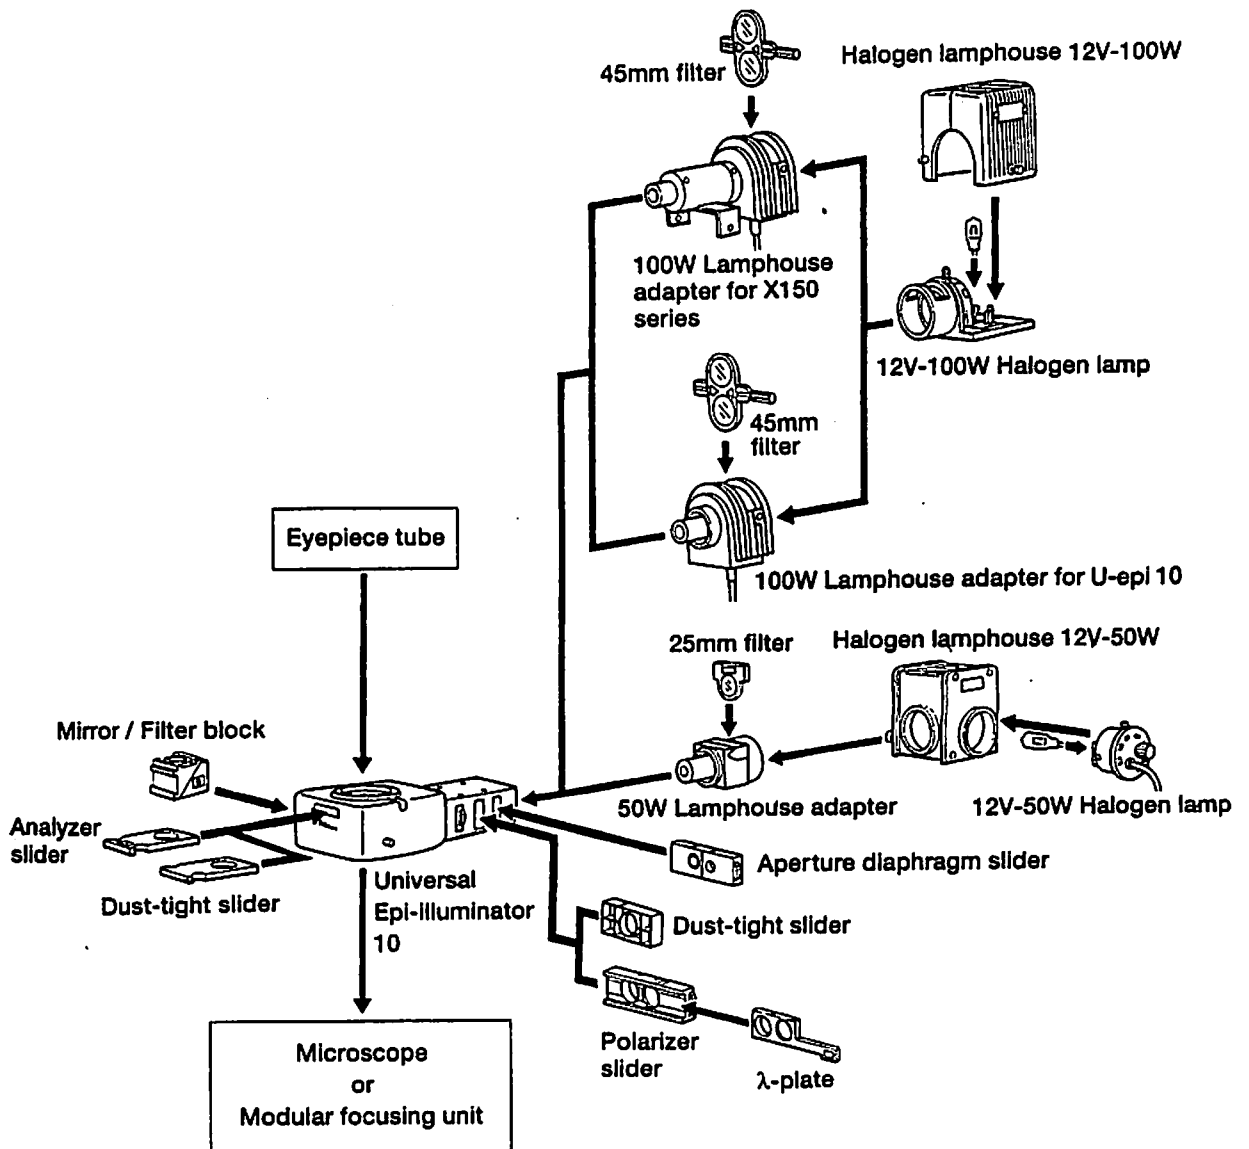 45mm filter
Halogen lamphouse 12V-100W
100W Lamphouse
adapter for X150
series
12V-100W Halogen lamp
45mm
filter
Eyepiece tube
100W Lamphouse adapter for U-epi 10
25mm filter
Halogen lamphouse 12V-50W
Mirror / Filter block
50W Lamphouse adapter
12V-50W Halogen lamp
Analyzer
slider
Aperture diaphragm slider
Dust-tight slider
Universal
Epi-illuminator
10
Dust-tight slider
Polarizer
slider
λ-plate
Microscope
or
Modular focusing unit